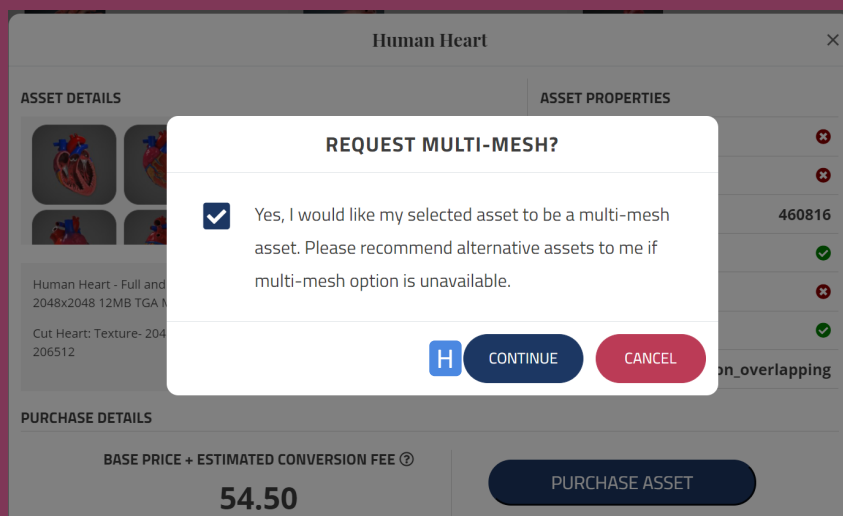 Human Heart
ASSET DETAILS
ASSET PROPERTIES
REQUEST MULTI-MESH?
Yes, I would like my selected asset to be a multi-mesh
asset. Please recommend alternative assets to me if
multi-mesh option is unavailable.
460816
Human Heart - Full and
2048x2048 12MB TGA
Cut Heart: Texture- 204
206512
H
CONTINUE
CANCEL
on_overlapping
PURCHASE DETAILS
BASE PRICE + ESTIMATED CONVERSION FEE
54.50
PURCHASE ASSET